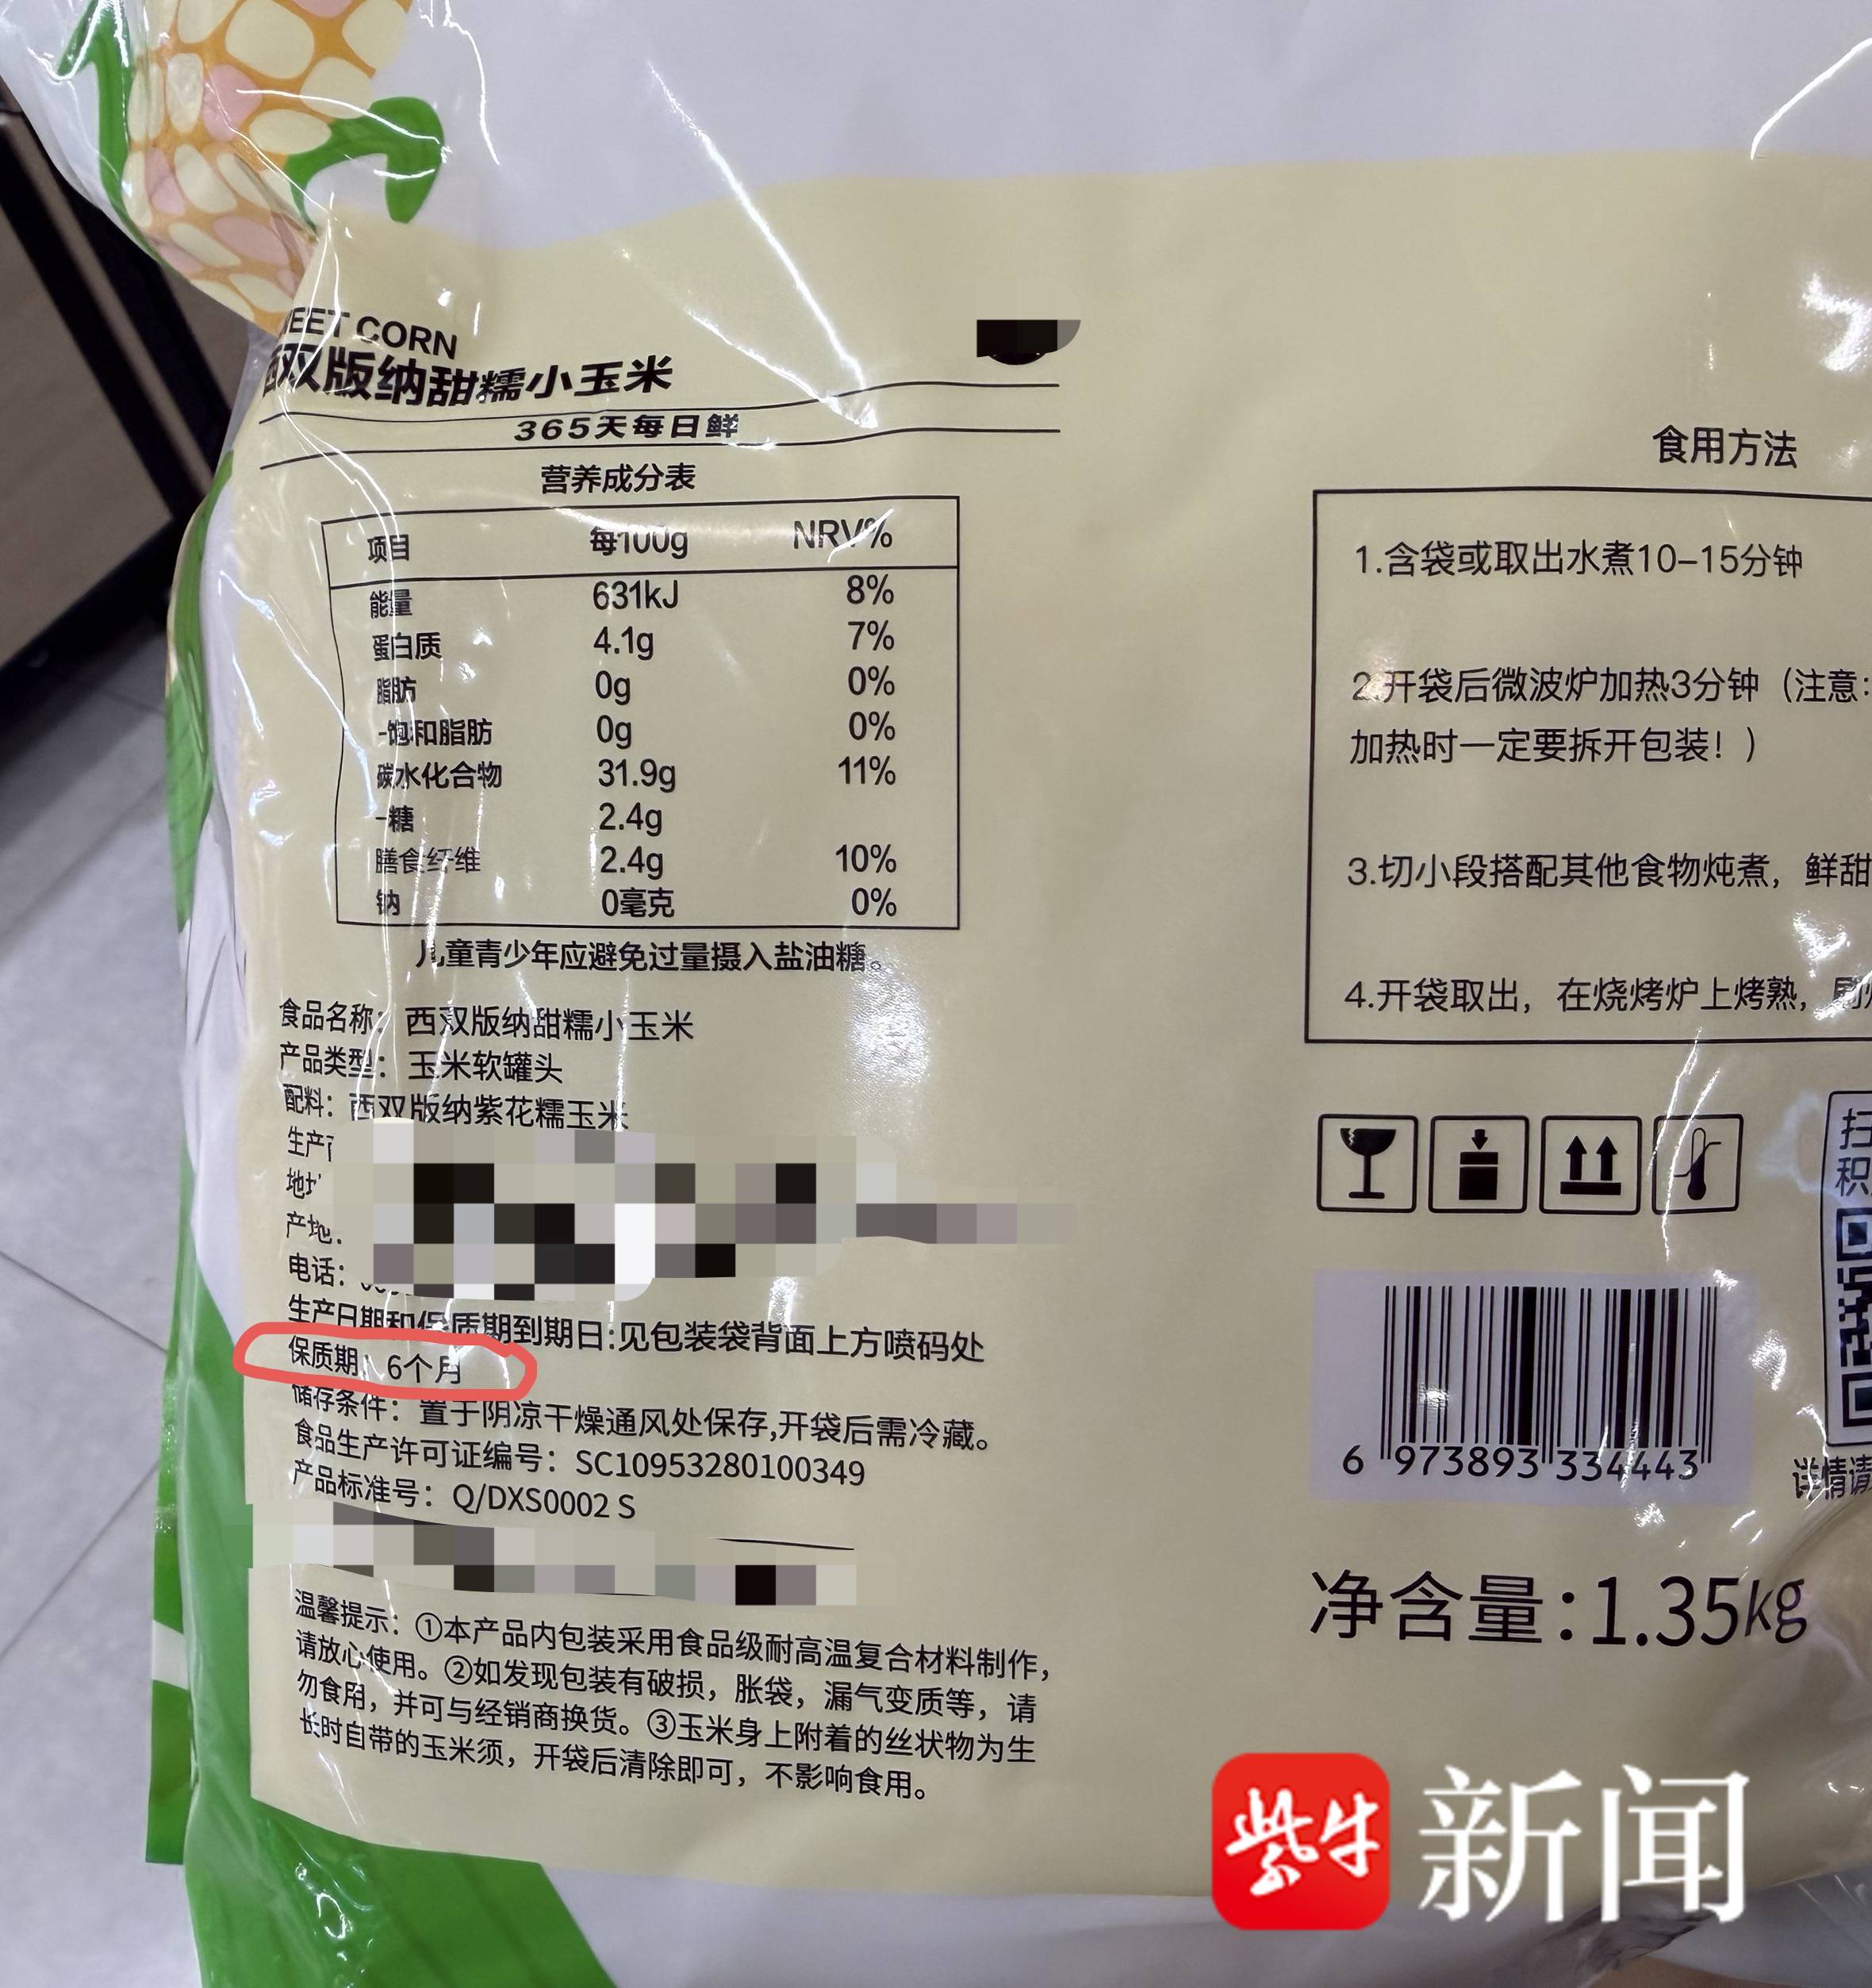 EET CORN
西双版纳甜糯小玉米
365天每日鲜
营养成分表
项目 每100g NRV%
能量 631kJ 8%
蛋白质 4.1g 7%
脂肪 0g 0%
-饱和脂肪 0g 0%
碳水化合物 31.9g 11%
-糖 2.4g
膳食纤维 2.4g 10%
钠 0毫克 0%
儿童青少年应避免过量摄入盐油糖。
食品名称：西双版纳甜糯小玉米
产品类型：玉米软罐头
配料：西双版纳紫花糯玉米
生产
地址
产地:
电话：
生产日期和保质期到期日:见包装袋背面上方喷码处
保质期：6个月
储存条件：置于阴凉干燥通风处保存,开袋后需冷藏。
食品生产许可证编号：SC10953280100349
产品标准号：Q/DXS0002 S
温馨提示：①本产品内包装采用食品级耐高温复合材料制作，
请放心使用。②如发现包装有破损，胀袋，漏气变质等，请
勿食用，并可与经销商换货。③玉米身上附着的丝状物为生
长时自带的玉米须，开袋后清除即可，不影响食用。
食用方法
1.含袋或取出水煮10-15分钟
2.开袋后微波炉加热3分钟（注意：
加热时一定要拆开包装！）
3.切小段搭配其他食物炖煮，鲜甜
4.开袋取出，在烧烤炉上烤熟，刷
扫
积
6 973893 334443
详情请
净含量:1.35kg
紫牛新闻